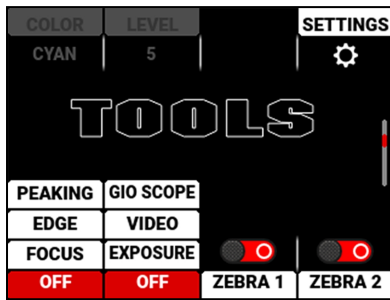 COLOR LEVEL SETTINGS
CYAN 5
TOOLS
PEAKING GIO SCOPE
EDGE VIDEO
FOCUS EXPOSURE
OFF OFF ZEBRA 1 ZEBRA 2